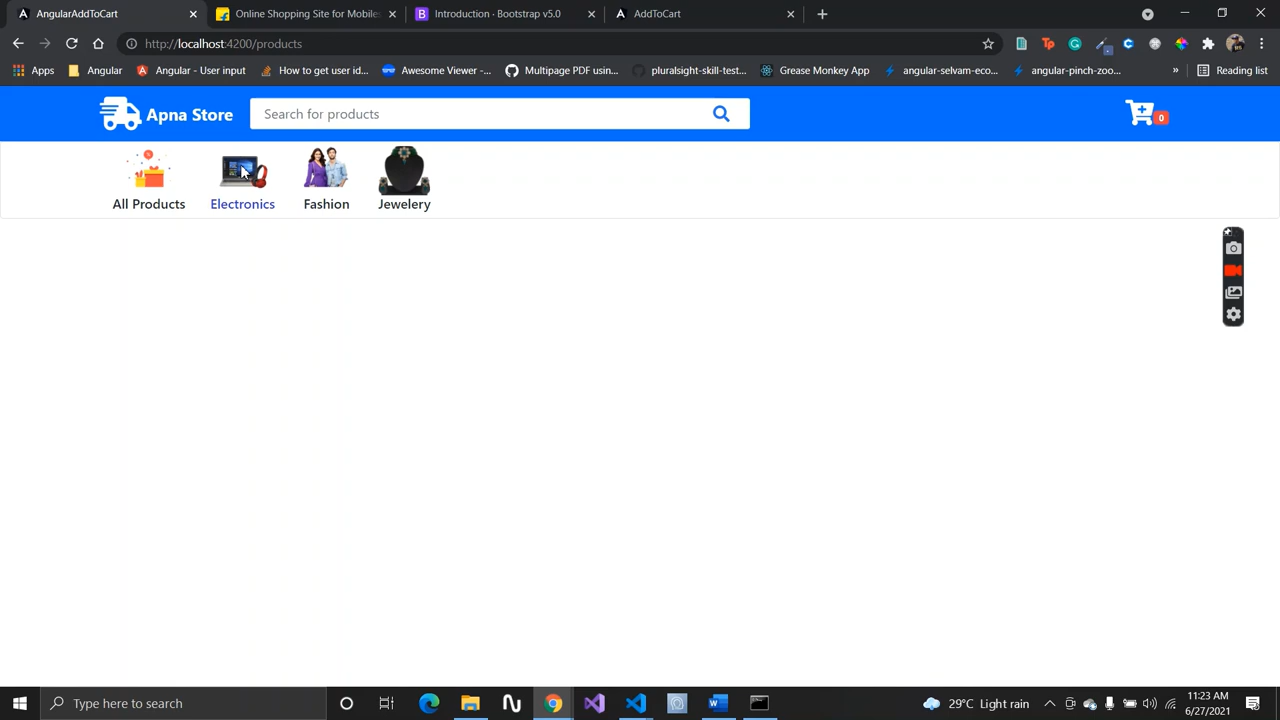 AngularAddToCart
Online Shopping Site for Mobiles
Introduction · Bootstrap v5.0
AddToCart
http://localhost:4200/products
Apps
Angular
Angular - User input
How to get user id...
Awesome Viewer -...
Multipage PDF usin...
pluralsight-skill-test...
Grease Monkey App
angular-selvam-eco...
angular-pinch-zoo...
»
Reading list
Apna Store
Search for products
0
All Products
Electronics
Fashion
Jewelery
Type here to search
29°C Light rain
11:23 AM
6/27/2021